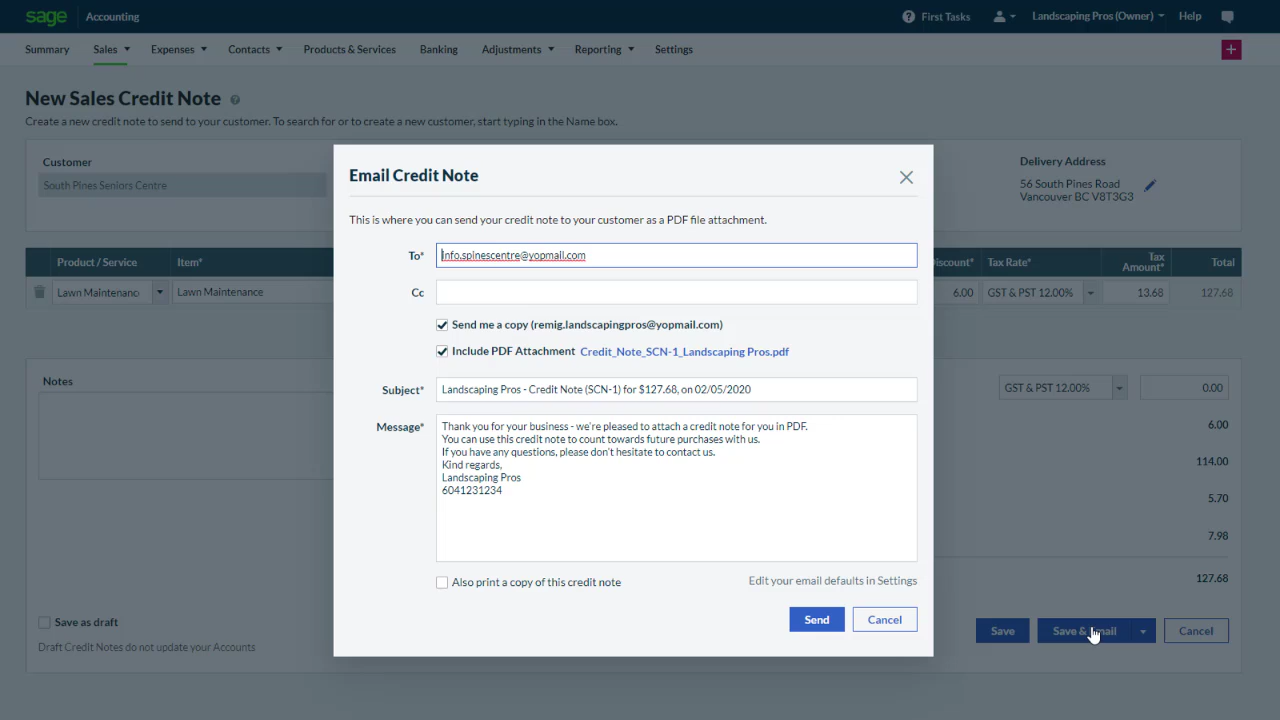 sage Accounting First Tasks Landscaping Pros (Owner) Help
Summary Sales Expenses Contacts Products & Services Banking Adjustments Reporting Settings +
New Sales Credit Note ?
Create a new credit note to send to your customer. To search for or to create a new customer, start typing in the Name box.
Customer
South Pines Seniors Centre
Delivery Address
56 South Pines Road
Vancouver BC V8T3G3
Product / Service Item* Discount* Tax Rate* Tax Amount* Total
Lawn Maintenanc Lawn Maintenance 6.00 GST & PST 12.00% 13.68 127.68
Email Credit Note
This is where you can send your credit note to your customer as a PDF file attachment.
To* info.spinescentre@yopmail.com
Cc
Send me a copy (remig.landscapingpros@yopmail.com)
Include PDF Attachment Credit_Note_SCN-1_Landscaping Pros.pdf
Subject* Landscaping Pros - Credit Note (SCN-1) for $127.68, on 02/05/2020
Message* Thank you for your business - we're pleased to attach a credit note for you in PDF.
You can use this credit note to count towards future purchases with us.
If you have any questions, please don't hesitate to contact us.
Kind regards,
Landscaping Pros
6041231234
Also print a copy of this credit note Edit your email defaults in Settings
Send Cancel
Notes
GST & PST 12.00% 0.00
6.00
114.00
5.70
7.98
127.68
Save as draft
Draft Credit Notes do not update your Accounts
Save Save & Email Cancel